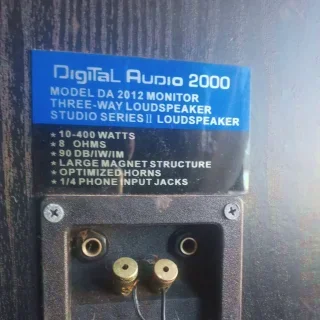 DIGITAL AUDIO 2000
MODEL DA 2012 MONITOR
THREE-WAY LOUDSPEAKER
STUDIO SERIES II LOUDSPEAKER
* 10-400 WATTS
* 8 OHMS
* 90 DB/IW/IM
* LARGE MAGNET STRUCTURE
* OPTIMIZED HORNS
* 1/4 PHONE INPUT JACKS